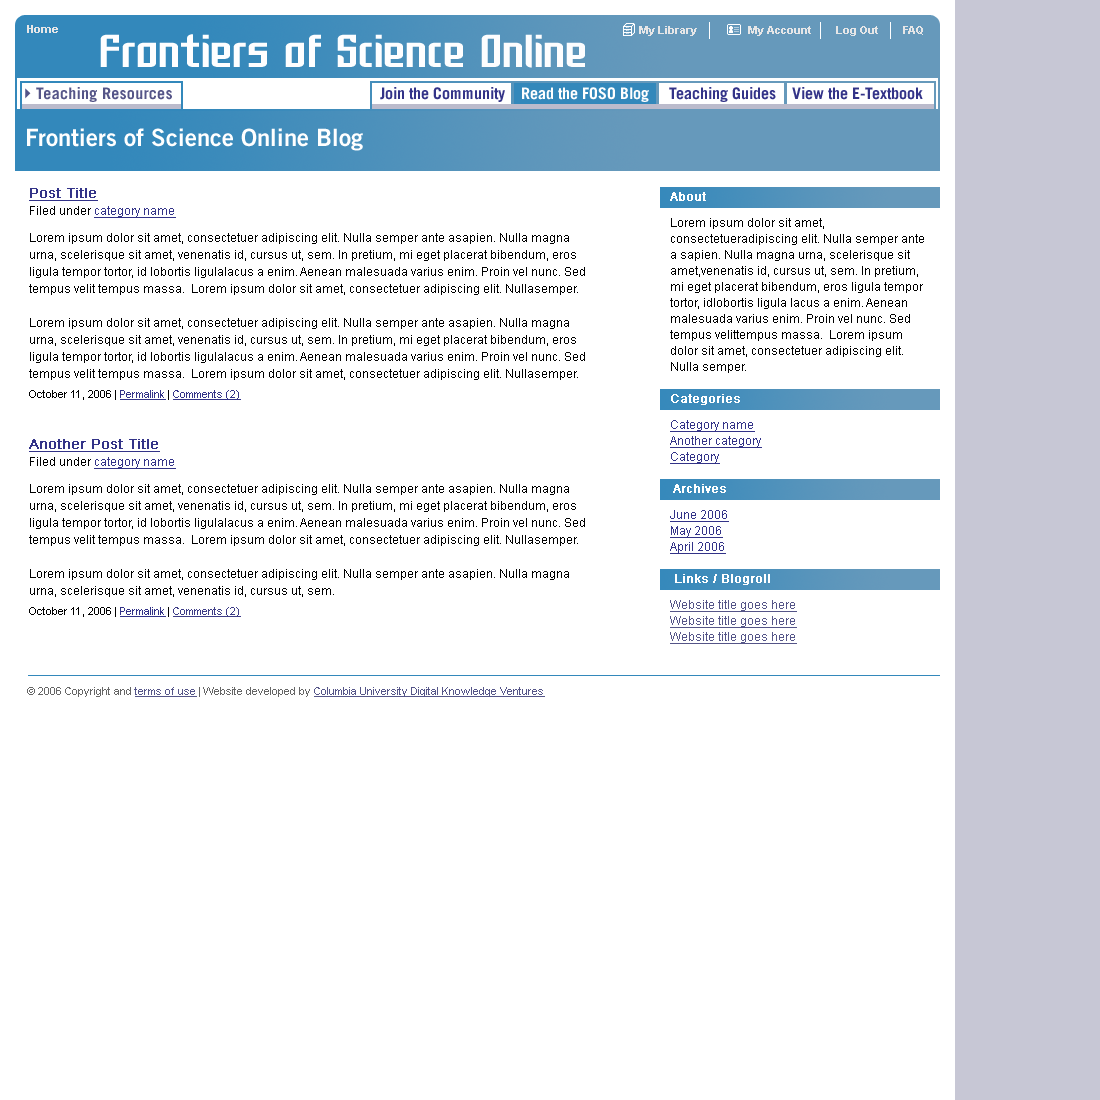 Home
My Library
My Account
Log Out
FAQ
Frontiers of Science Online
Teaching Resources
Join the Community
Read the FOSO Blog
Teaching Guides
View the E-Textbook
Frontiers of Science Online Blog
Post Title
Filed under category name
Lorem ipsum dolor sit amet, consectetuer adipiscing elit. Nulla semper ante asapien. Nulla magna
urna, scelerisque sit amet, venenatis id, cursus ut, sem. In pretium, mi eget placerat bibendum, eros
ligula tempor tortor, id lobortis ligulalacus a enim. Aenean malesuada varius enim. Proin vel nunc. Sed
tempus velit tempus massa.  Lorem ipsum dolor sit amet, consectetuer adipiscing elit. Nullasemper.
Lorem ipsum dolor sit amet, consectetuer adipiscing elit. Nulla semper ante asapien. Nulla magna
urna, scelerisque sit amet, venenatis id, cursus ut, sem. In pretium, mi eget placerat bibendum, eros
ligula tempor tortor, id lobortis ligulalacus a enim. Aenean malesuada varius enim. Proin vel nunc. Sed
tempus velit tempus massa.  Lorem ipsum dolor sit amet, consectetuer adipiscing elit. Nullasemper.
October 11, 2006 | Permalink | Comments (2)
Another Post Title
Filed under category name
Lorem ipsum dolor sit amet, consectetuer adipiscing elit. Nulla semper ante asapien. Nulla magna
urna, scelerisque sit amet, venenatis id, cursus ut, sem. In pretium, mi eget placerat bibendum, eros
ligula tempor tortor, id lobortis ligulalacus a enim. Aenean malesuada varius enim. Proin vel nunc. Sed
tempus velit tempus massa.  Lorem ipsum dolor sit amet, consectetuer adipiscing elit. Nullasemper.
Lorem ipsum dolor sit amet, consectetuer adipiscing elit. Nulla semper ante asapien. Nulla magna
urna, scelerisque sit amet, venenatis id, cursus ut, sem.
October 11, 2006 | Permalink | Comments (2)
About
Lorem ipsum dolor sit amet,
consectetueradipiscing elit. Nulla semper ante
a sapien. Nulla magna urna, scelerisque sit
amet,venenatis id, cursus ut, sem. In pretium,
mi eget placerat bibendum, eros ligula tempor
tortor, idlobortis ligula lacus a enim. Aenean
malesuada varius enim. Proin vel nunc. Sed
tempus velittempus massa.  Lorem ipsum
dolor sit amet, consectetuer adipiscing elit.
Nulla semper.
Categories
Category name
Another category
Category
Archives
June 2006
May 2006
April 2006
Links / Blogroll
Website title goes here
Website title goes here
Website title goes here
© 2006 Copyright and terms of use | Website developed by Columbia University Digital Knowledge Ventures